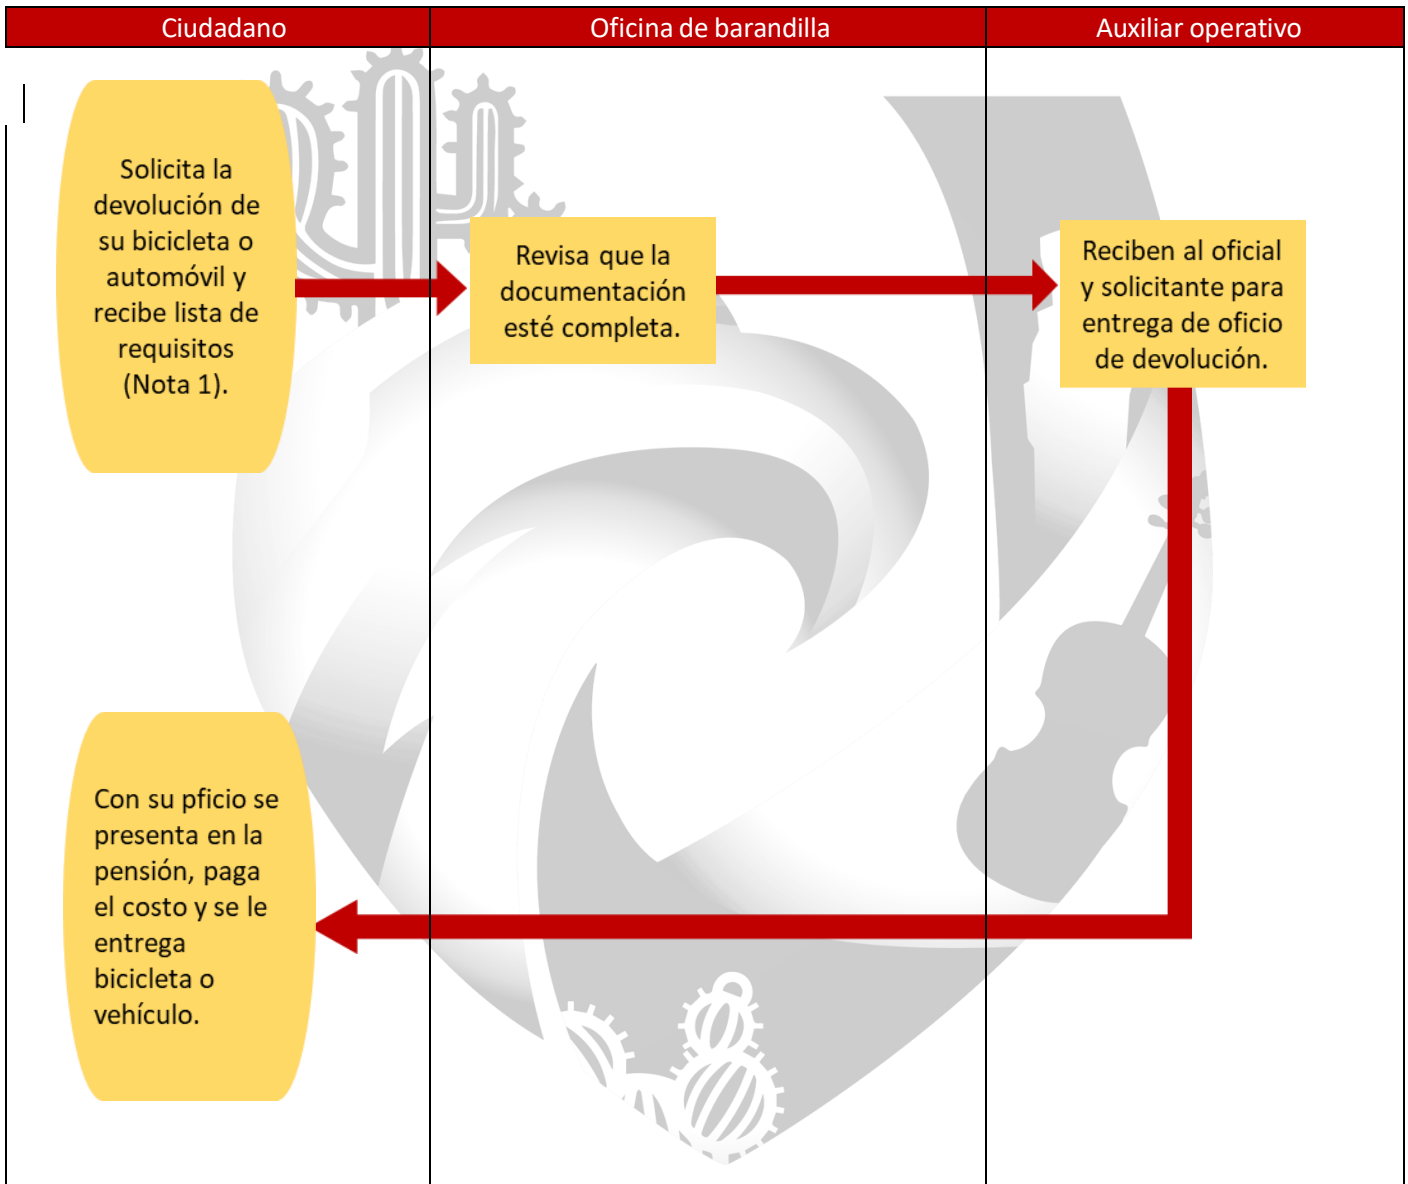 Ciudadano
Oficina de barandilla
Auxiliar operativo
Solicita la
devolución de
su bicicleta o
automóvil y
recibe lista de
requisitos
(Nota 1).
Revisa que la
documentación
esté completa.
Reciben al oficial
y solicitante para
entrega de oficio
de devolución.
Con su pficio se
presenta en la
pensión, paga
el costo y se le
entrega
bicicleta o
vehículo.